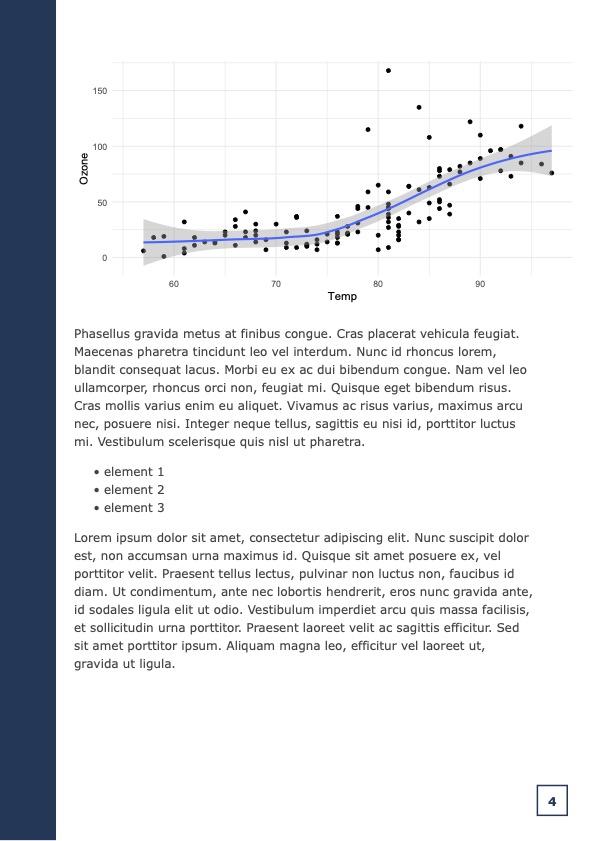 150
100
50
0
Ozone
60 70 80 90
Temp
Phasellus gravida metus at finibus congue. Cras placerat vehicula feugiat.
Maecenas pharetra tincidunt leo vel interdum. Nunc id rhoncus lorem,
blandit consequat lacus. Morbi eu ex ac dui bibendum congue. Nam vel leo
ullamcorper, rhoncus orci non, feugiat mi. Quisque eget bibendum risus.
Cras mollis varius enim eu aliquet. Vivamus ac risus varius, maximus arcu
nec, posuere nisi. Integer neque tellus, sagittis eu nisi id, porttitor luctus
mi. Vestibulum scelerisque quis nisl ut pharetra.
• element 1
• element 2
• element 3
Lorem ipsum dolor sit amet, consectetur adipiscing elit. Nunc suscipit dolor
est, non accumsan urna maximus id. Quisque sit amet posuere ex, vel
porttitor velit. Praesent tellus lectus, pulvinar non luctus non, faucibus id
diam. Ut condimentum, ante nec lobortis hendrerit, eros nunc gravida ante,
id sodales ligula elit ut odio. Vestibulum imperdiet arcu quis massa facilisis,
et sollicitudin urna porttitor. Praesent laoreet velit ac sagittis efficitur. Sed
sit amet porttitor ipsum. Aliquam magna leo, efficitur vel laoreet ut,
gravida ut ligula.
4